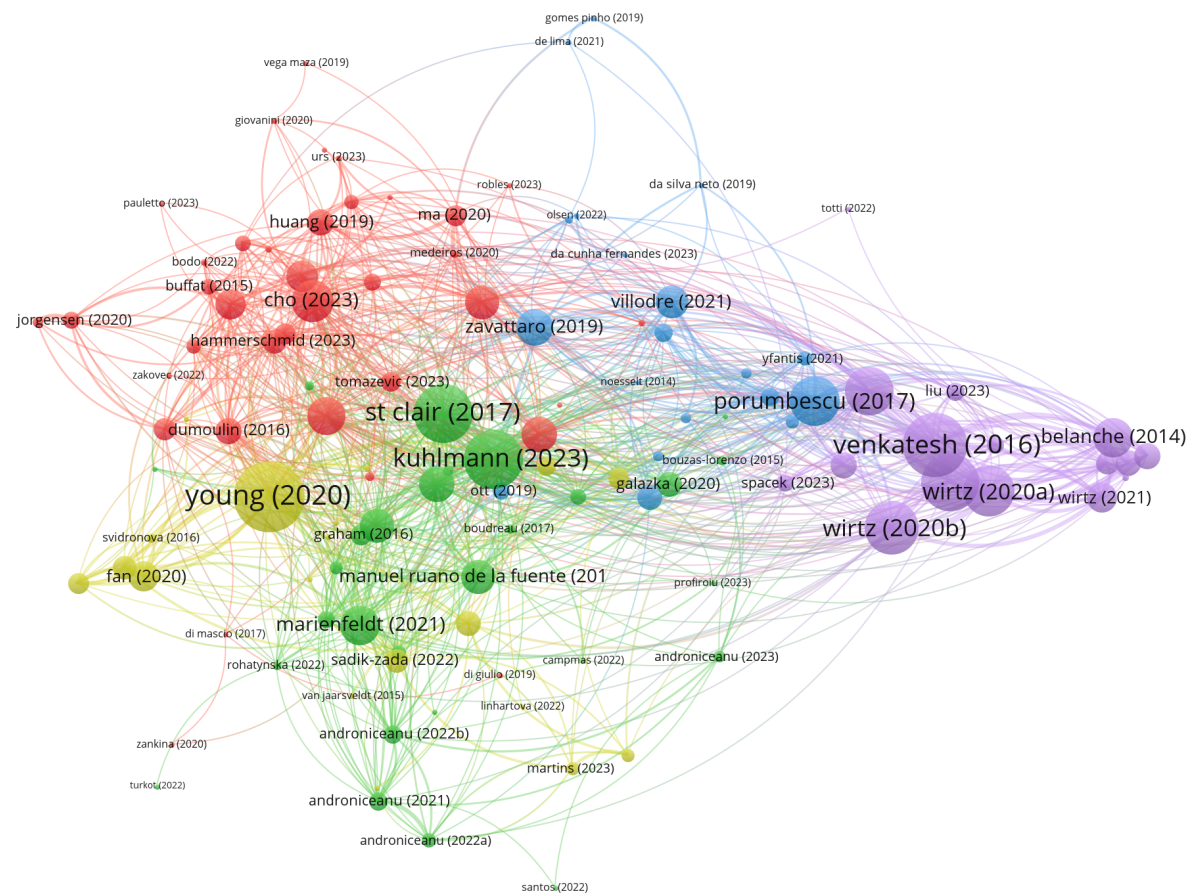 gomes pinho (2019)
de lima (2021)
vega maza (2019)
giovanini (2020)
urs (2023)
robles (2023)
da silva neto (2019)
pauletto (2023)
totti (2022)
huang (2019)
ma (2020)
olsen (2022)
medeiros (2020)
da cunha fernandes (2023)
bodo (2022)
buffat (2015)
cho (2023)
villodre (2021)
jorgensen (2020)
zavattaro (2019)
hammerschmid (2023)
yfantis (2021)
zakovec (2022)
tomazevic (2023)
noesselt (2014)
liu (2023)
porumbescu (2017)
st clair (2017)
dumoulin (2016)
venkatesh (2016)
belanche (2014)
kuhlmann (2023)
bouzas-lorenzo (2015)
galazka (2020)
spacek (2023)
ott (2019)
wirtz (2020a)
wirtz (2021)
young (2020)
boudreau (2017)
wirtz (2020b)
graham (2016)
svidronova (2016)
fan (2020)
manuel ruano de la fuente (201
profiroiu (2023)
marienfeldt (2021)
di mascio (2017)
rohatynska (2022)
sadik-zada (2022)
campmas (2022)
androniceanu (2023)
di giulio (2019)
van jaarsveldt (2015)
linhartova (2022)
androniceanu (2022b)
zankina (2020)
martins (2023)
turkot (2022)
androniceanu (2021)
androniceanu (2022a)
santos (2022)